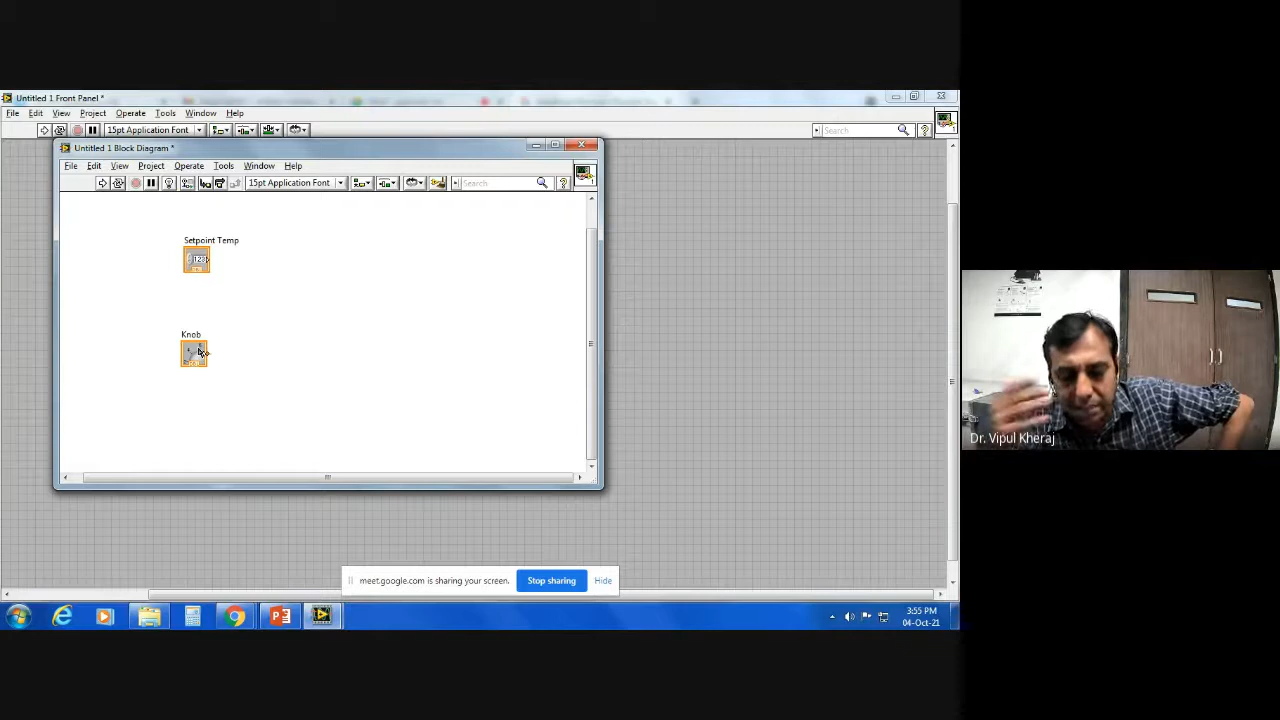 Untitled 1 Front Panel *
File Edit View Project Operate Tools Window Help
15pt Application Font
Search
Untitled 1 Block Diagram *
File Edit View Project Operate Tools Window Help
15pt Application Font
Search
Setpoint Temp
Knob
Dr. Vipul Kheraj
meet.google.com is sharing your screen.
Stop sharing
Hide
3:55 PM
04-Oct-21